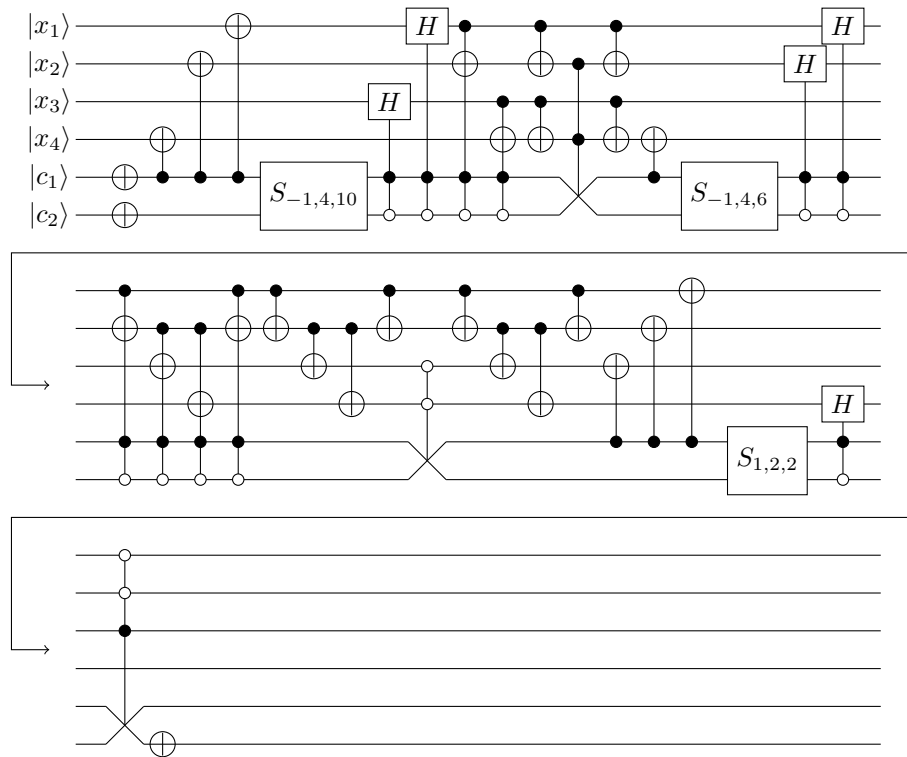 |x₁⟩ H H
|x₂⟩ H
|x₃⟩ H
|x₄⟩
|c₁⟩ S₋₁,₄,₁₀ S₋₁,₄,₆
|c₂⟩
H
S₁,₂,₂